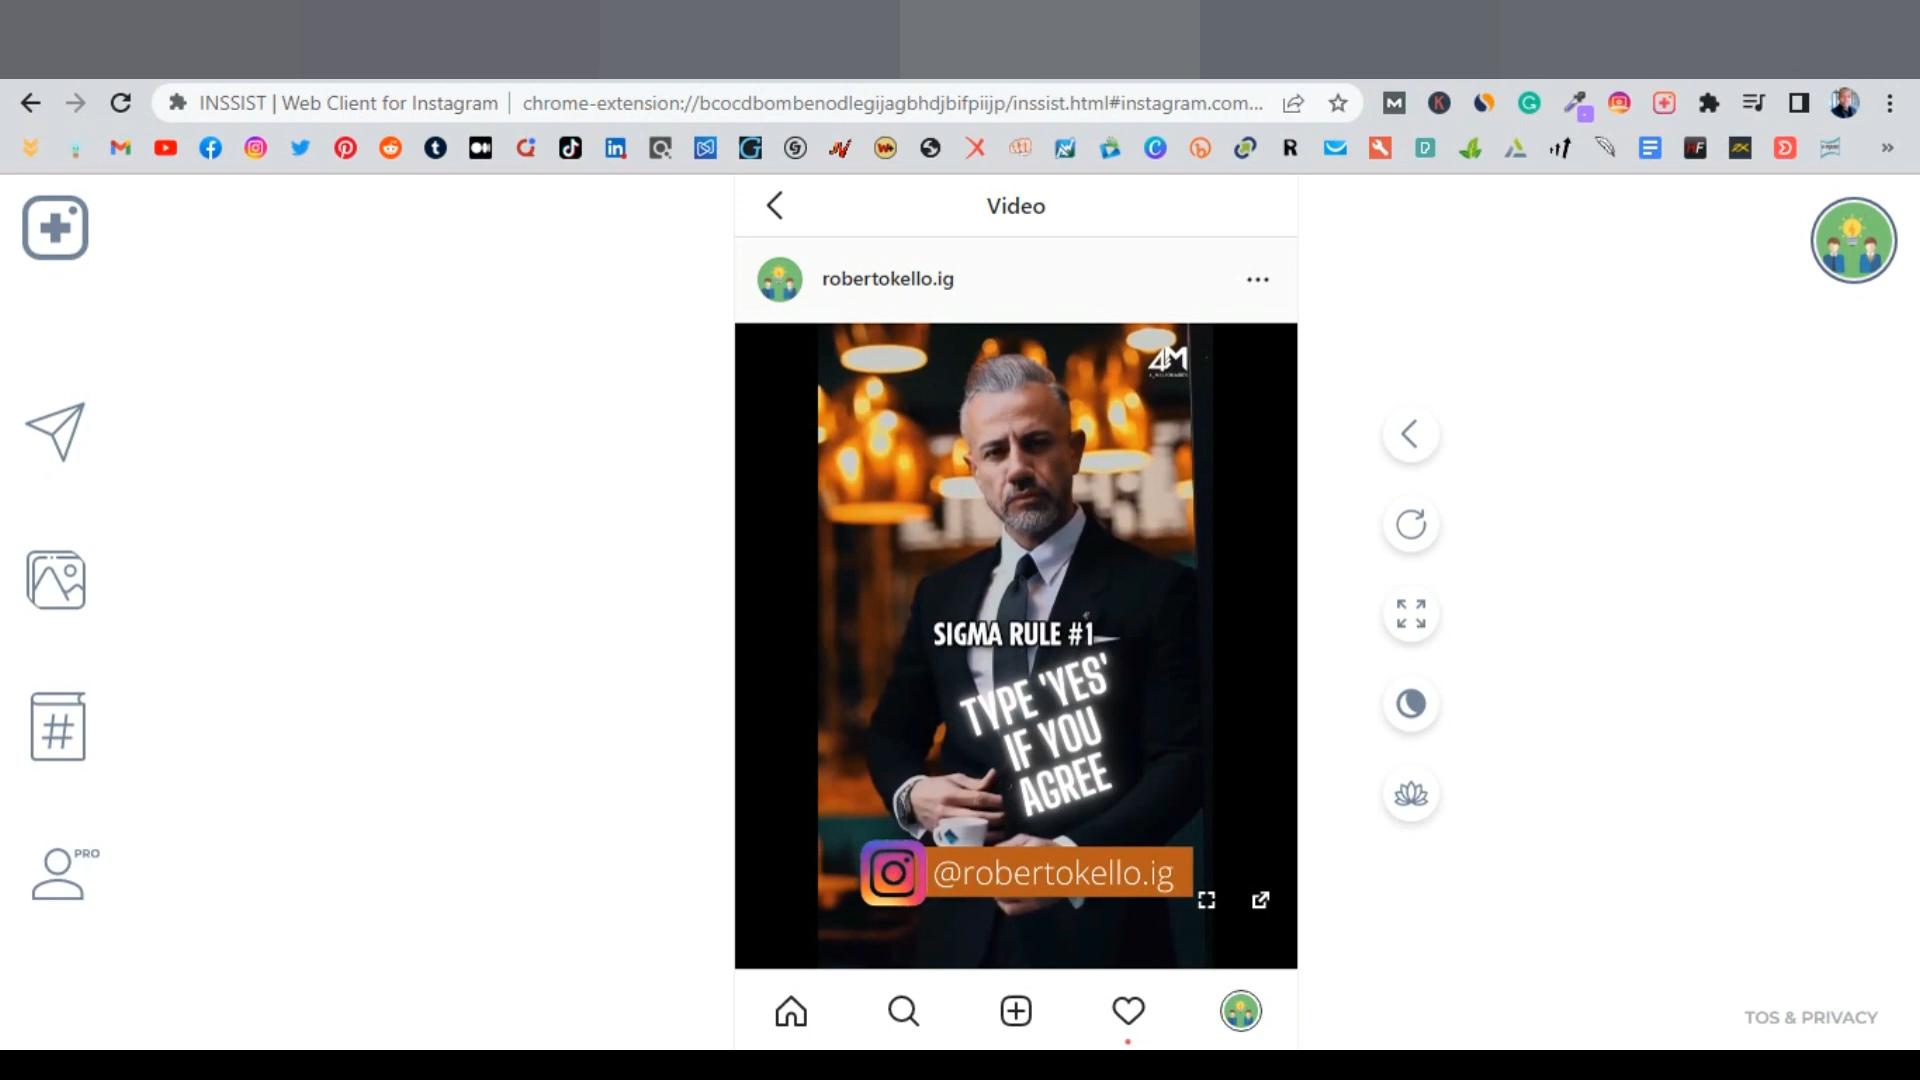 INSSIST | Web Client for Instagram
chrome-extension://bcocdbombenodlegijagbhdjbifpiijp/inssist.html#instagram.com...
Video
robertokello.ig
4M
SIGMA RULE #1
TYPE 'YES'
IF YOU
AGREE
@robertokello.ig
PRO
TOS & PRIVACY